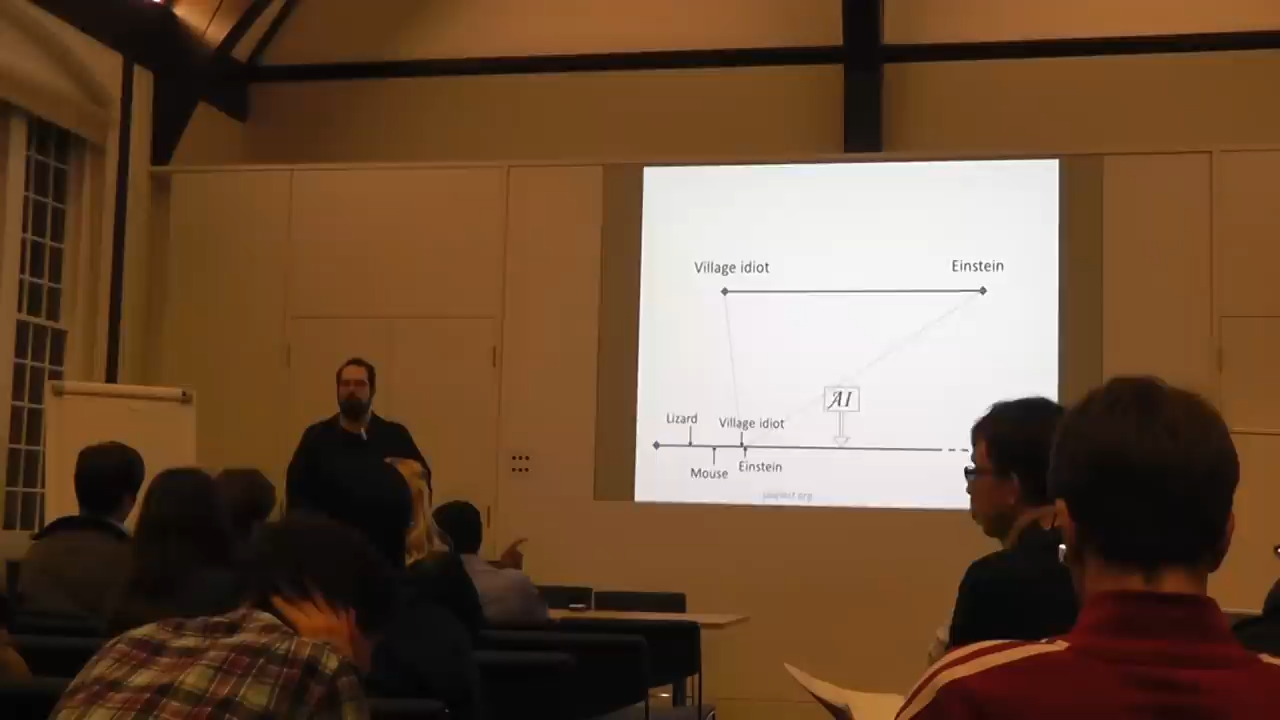 Village idiot
Einstein
AI
Lizard
Village idiot
Mouse
Einstein